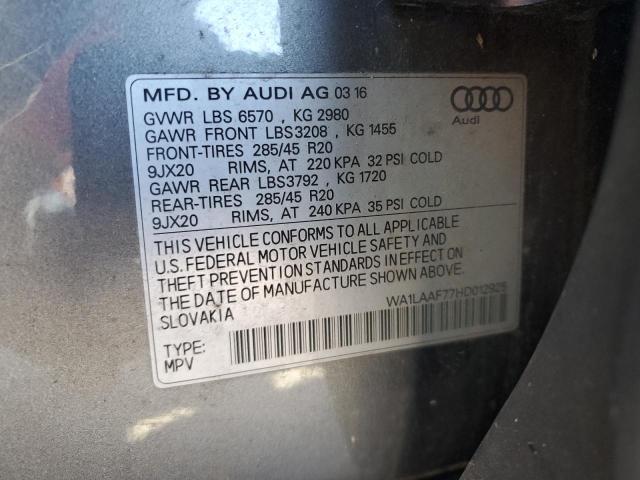 MFD. BY AUDI AG 03 16
GVWR LBS 6570 , KG 2980
GAWR FRONT LBS3208 , KG 1455
FRONT-TIRES 285/45 R20
9JX20 RIMS, AT 220 KPA 32 PSI COLD
GAWR REAR LBS3792 , KG 1720
REAR-TIRES 285/45 R20
9JX20 RIMS, AT 240 KPA 35 PSI COLD
Audi
THIS VEHICLE CONFORMS TO ALL APPLICABLE
U.S. FEDERAL MOTOR VEHICLE SAFETY AND
THEFT PREVENTION STANDARDS IN EFFECT ON
THE DATE OF MANUFACTURE SHOWN ABOVE.
SLOVAKIA
WA1LAAF77HD012925
TYPE:
MPV